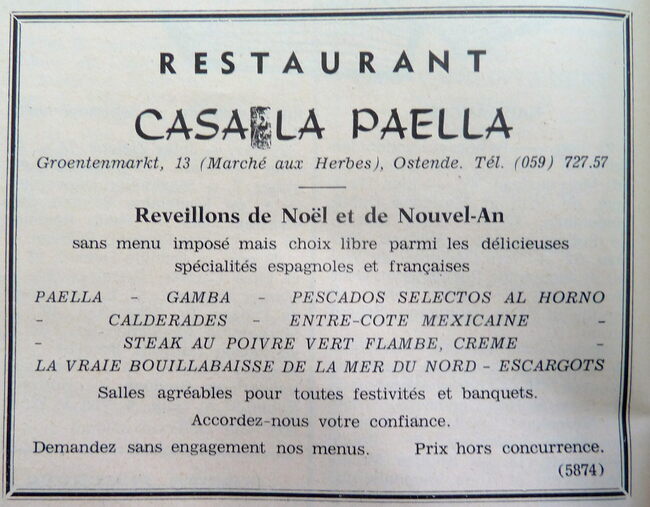 RESTAURANT
CASA LA PAELLA
Groentenmarkt, 13 (Marché aux Herbes), Ostende. Tél. (059) 727.57
Reveillons de Noël et de Nouvel-An
sans menu imposé mais choix libre parmi les délicieuses
spécialités espagnoles et françaises
PAELLA - GAMBA - PESCADOS SELECTOS AL HORNO
- CALDERADES - ENTRE-COTE MEXICAINE -
- STEAK AU POIVRE VERT FLAMBE, CREME -
LA VRAIE BOUILLABAISSE DE LA MER DU NORD - ESCARGOTS
Salles agréables pour toutes festivités et banquets.
Accordez-nous votre confiance.
Demandez sans engagement nos menus. Prix hors concurrence.
(5874)